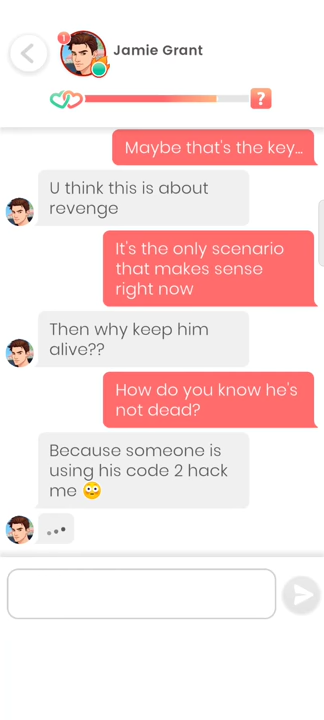 1
Jamie Grant
?
Maybe that's the key...
U think this is about
revenge
It's the only scenario
that makes sense
right now
Then why keep him
alive??
How do you know he's
not dead?
Because someone is
using his code 2 hack
me 🙄
...